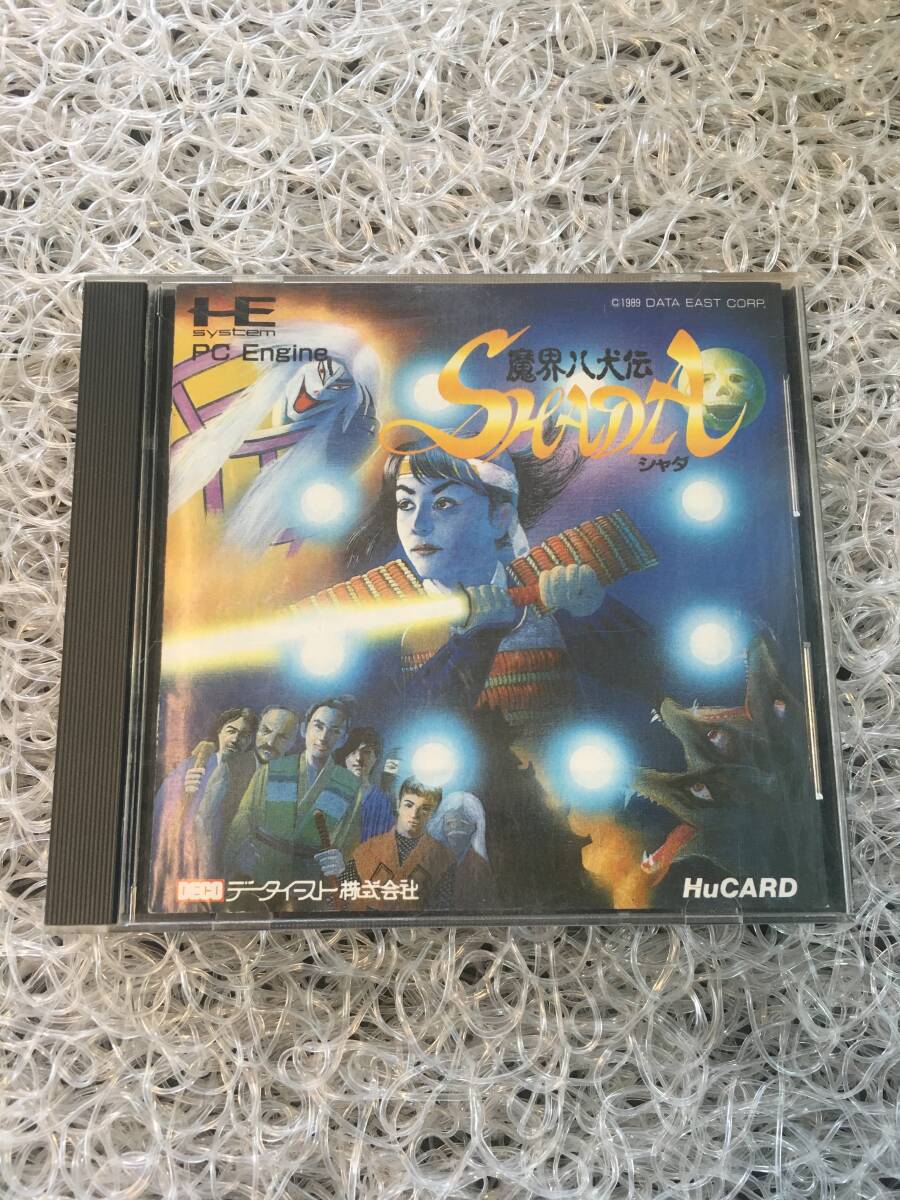 HE
system
PC Engine
©1989 DATA EAST CORP.
魔界八犬伝
SHADA
シャダ
DECO データイースト株式会社
HuCARD